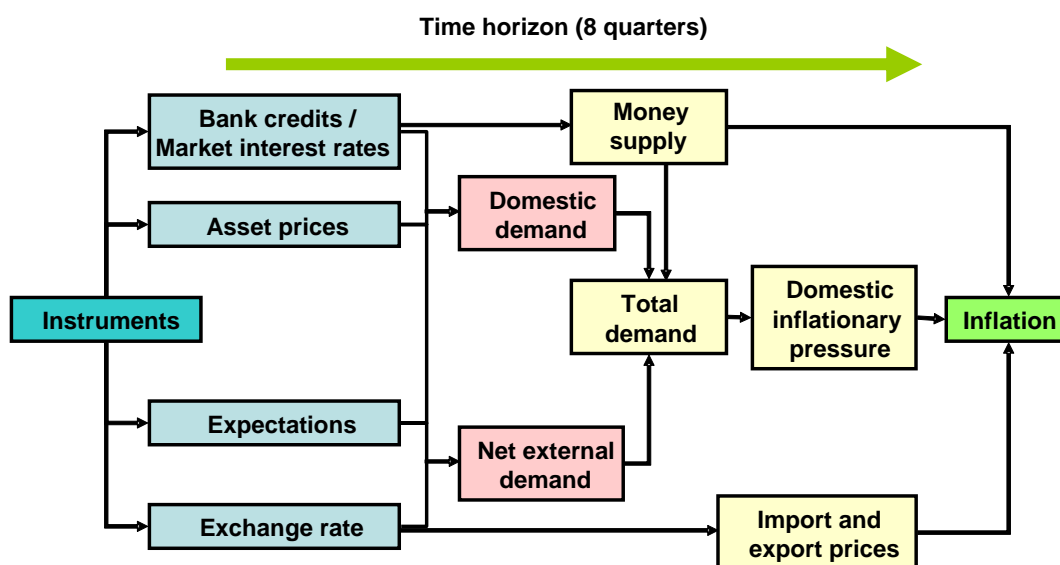 Time horizon (8 quarters)
Bank credits /
Market interest rates
Money
supply
Asset prices
Domestic
demand
Instruments
Total
demand
Domestic
inflationary
pressure
Inflation
Expectations
Net external
demand
Exchange rate
Import and
export prices